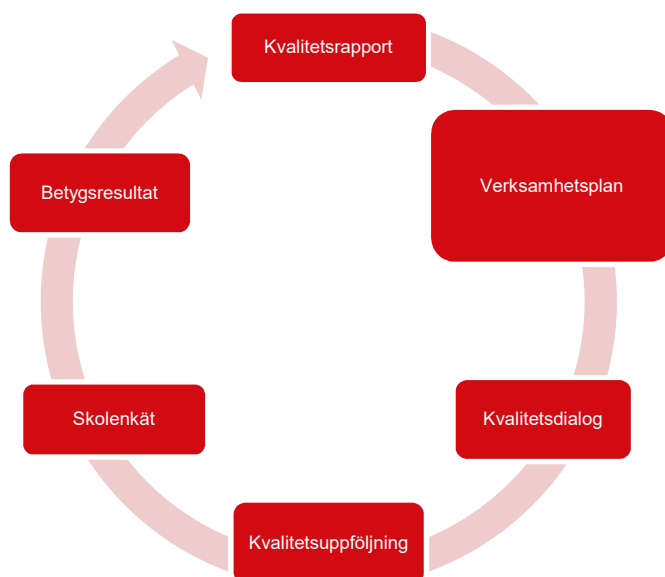 Kvalitetsrapport
Verksamhetsplan
Kvalitetsdialog
Kvalitetsuppföljning
Skolenkät
Betygsresultat